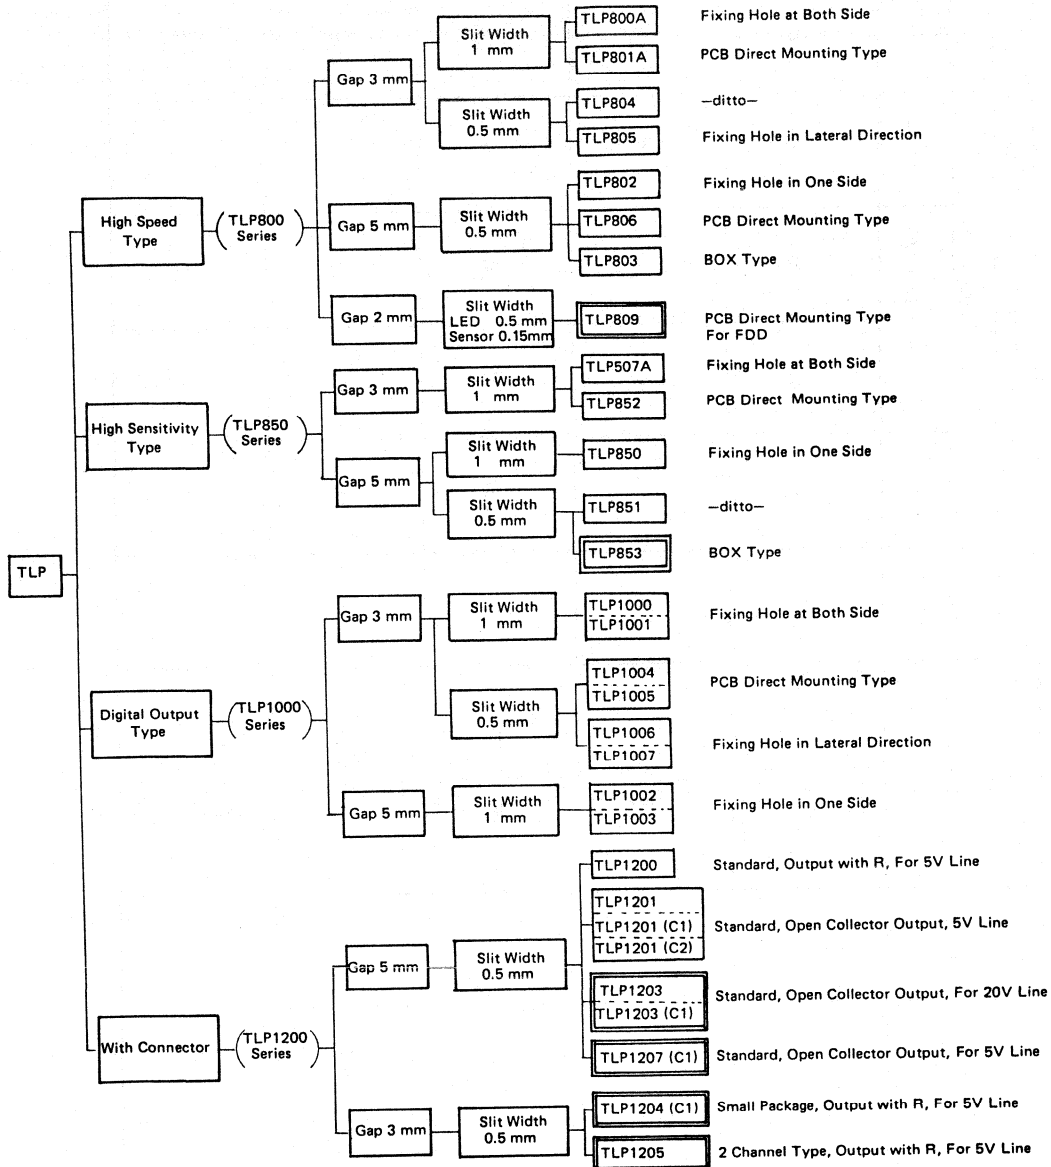 TLP
High Speed
Type
(TLP800
Series)
Gap 3 mm
Slit Width
1 mm
TLP800A
Fixing Hole at Both Side
TLP801A
PCB Direct Mounting Type
Slit Width
0.5 mm
TLP804
—ditto—
TLP805
Fixing Hole in Lateral Direction
Gap 5 mm
Slit Width
0.5 mm
TLP802
Fixing Hole in One Side
TLP806
PCB Direct Mounting Type
TLP803
BOX Type
Gap 2 mm
Slit Width
LED 0.5 mm
Sensor 0.15mm
TLP809
PCB Direct Mounting Type
For FDD
High Sensitivity
Type
(TLP850
Series)
Gap 3 mm
Slit Width
1 mm
TLP507A
Fixing Hole at Both Side
TLP852
PCB Direct Mounting Type
Gap 5 mm
Slit Width
1 mm
TLP850
Fixing Hole in One Side
Slit Width
0.5 mm
TLP851
—ditto—
TLP853
BOX Type
Digital Output
Type
(TLP1000
Series)
Gap 3 mm
Slit Width
1 mm
TLP1000
TLP1001
Fixing Hole at Both Side
Slit Width
0.5 mm
TLP1004
TLP1005
PCB Direct Mounting Type
TLP1006
TLP1007
Fixing Hole in Lateral Direction
Gap 5 mm
Slit Width
1 mm
TLP1002
TLP1003
Fixing Hole in One Side
With Connector
(TLP1200
Series)
Gap 5 mm
Slit Width
0.5 mm
TLP1200
Standard, Output with R, For 5V Line
TLP1201
TLP1201 (C1)
TLP1201 (C2)
Standard, Open Collector Output, 5V Line
TLP1203
TLP1203 (C1)
Standard, Open Collector Output, For 20V Line
TLP1207 (C1)
Standard, Open Collector Output, For 5V Line
Gap 3 mm
Slit Width
0.5 mm
TLP1204 (C1)
Small Package, Output with R, For 5V Line
TLP1205
2 Channel Type, Output with R, For 5V Line